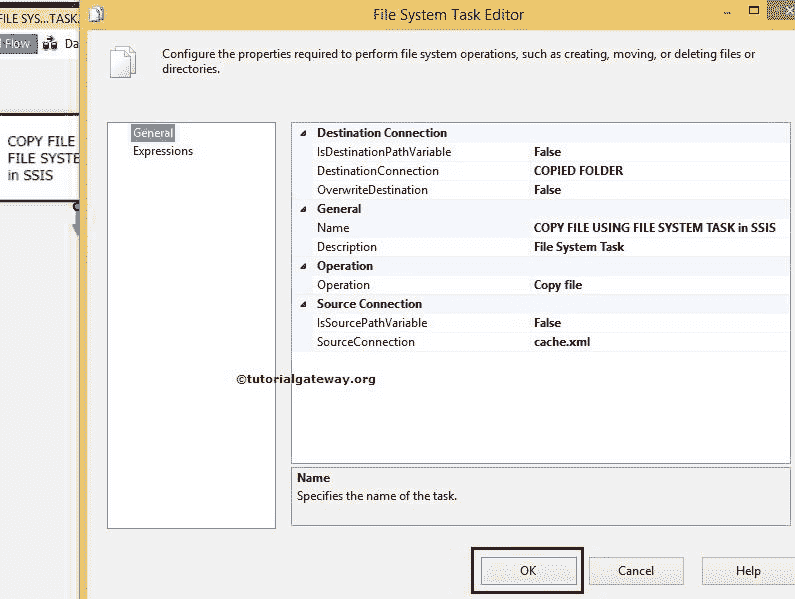 FILE SYS...TASK.
File System Task Editor
Flow
Da
Configure the properties required to perform file system operations, such as creating, moving, or deleting files or
directories.
COPY FILE
FILE SYSTE
in SSIS
General
Expressions
Destination Connection
IsDestinationPathVariable False
DestinationConnection COPIED FOLDER
OverwriteDestination False
General
Name COPY FILE USING FILE SYSTEM TASK in SSIS
Description File System Task
Operation
Operation Copy file
Source Connection
IsSourcePathVariable False
SourceConnection cache.xml
©tutorialgateway.org
Name
Specifies the name of the task.
OK Cancel Help